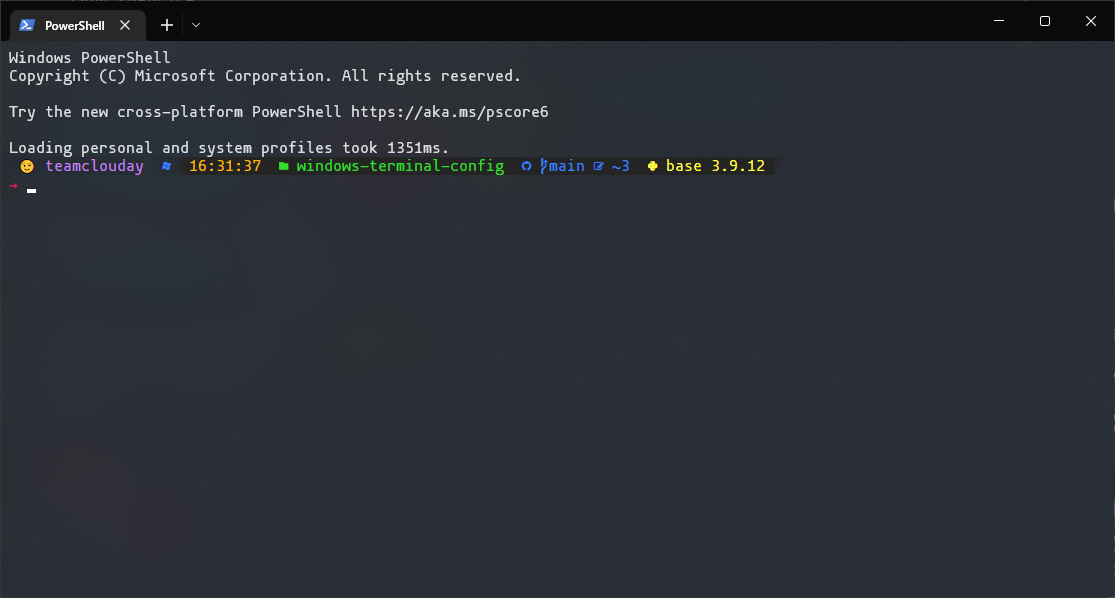 PowerShell
Windows PowerShell
Copyright (C) Microsoft Corporation. All rights reserved.
Try the new cross-platform PowerShell https://aka.ms/pscore6
Loading personal and system profiles took 1351ms.
teamclouday 16:31:37 windows-terminal-config main ~3 base 3.9.12